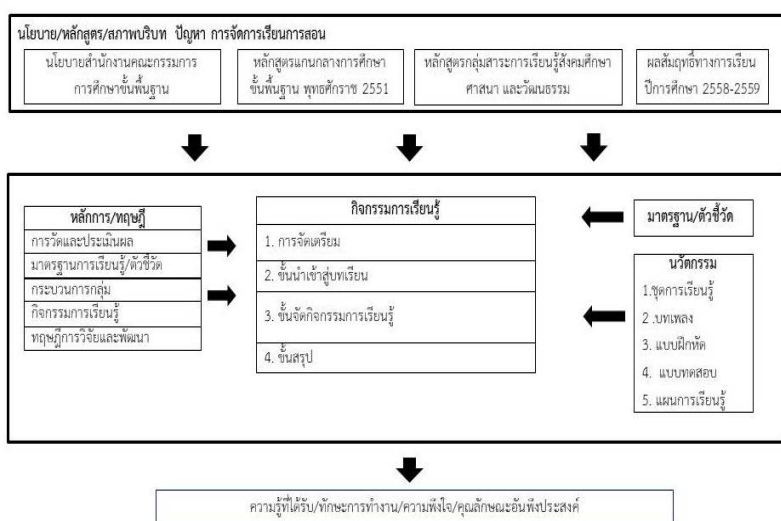 นโยบาย/หลักสูตร/สภาพบริบท ปัญหา การจัดการเรียนการสอน
นโยบายสำนักงานคณะกรรมการ
การศึกษาขั้นพื้นฐาน
หลักสูตรแกนกลางการศึกษา
ขั้นพื้นฐาน พุทธศักราช 2551
หลักสูตรกลุ่มสาระการเรียนรู้สังคมศึกษา
ศาสนา และวัฒนธรรม
ผลสัมฤทธิ์ทางการเรียน
ปีการศึกษา 2558-2559
หลักการ/ทฤษฎี
การวัดและประเมินผล
มาตรฐานการเรียนรู้/ตัวชี้วัด
กระบวนการกลุ่ม
กิจกรรมการเรียนรู้
ทฤษฎีการวิจัยและพัฒนา
กิจกรรมการเรียนรู้
1. การจัดเตรียม
2. ขั้นนำเข้าสู่บทเรียน
3. ขั้นจัดกิจกรรมการเรียนรู้
4. ขั้นสรุป
มาตรฐาน/ตัวชี้วัด
นวัตกรรม
1.ชุดการเรียนรู้
2 .บทเพลง
3. แบบฝึกหัด
4. แบบทดสอบ
5. แผนการเรียนรู้
ความรู้ที่ได้รับ/ทักษะการทำงาน/ความพึงใจ/คุณลักษณะอันพึงประสงค์